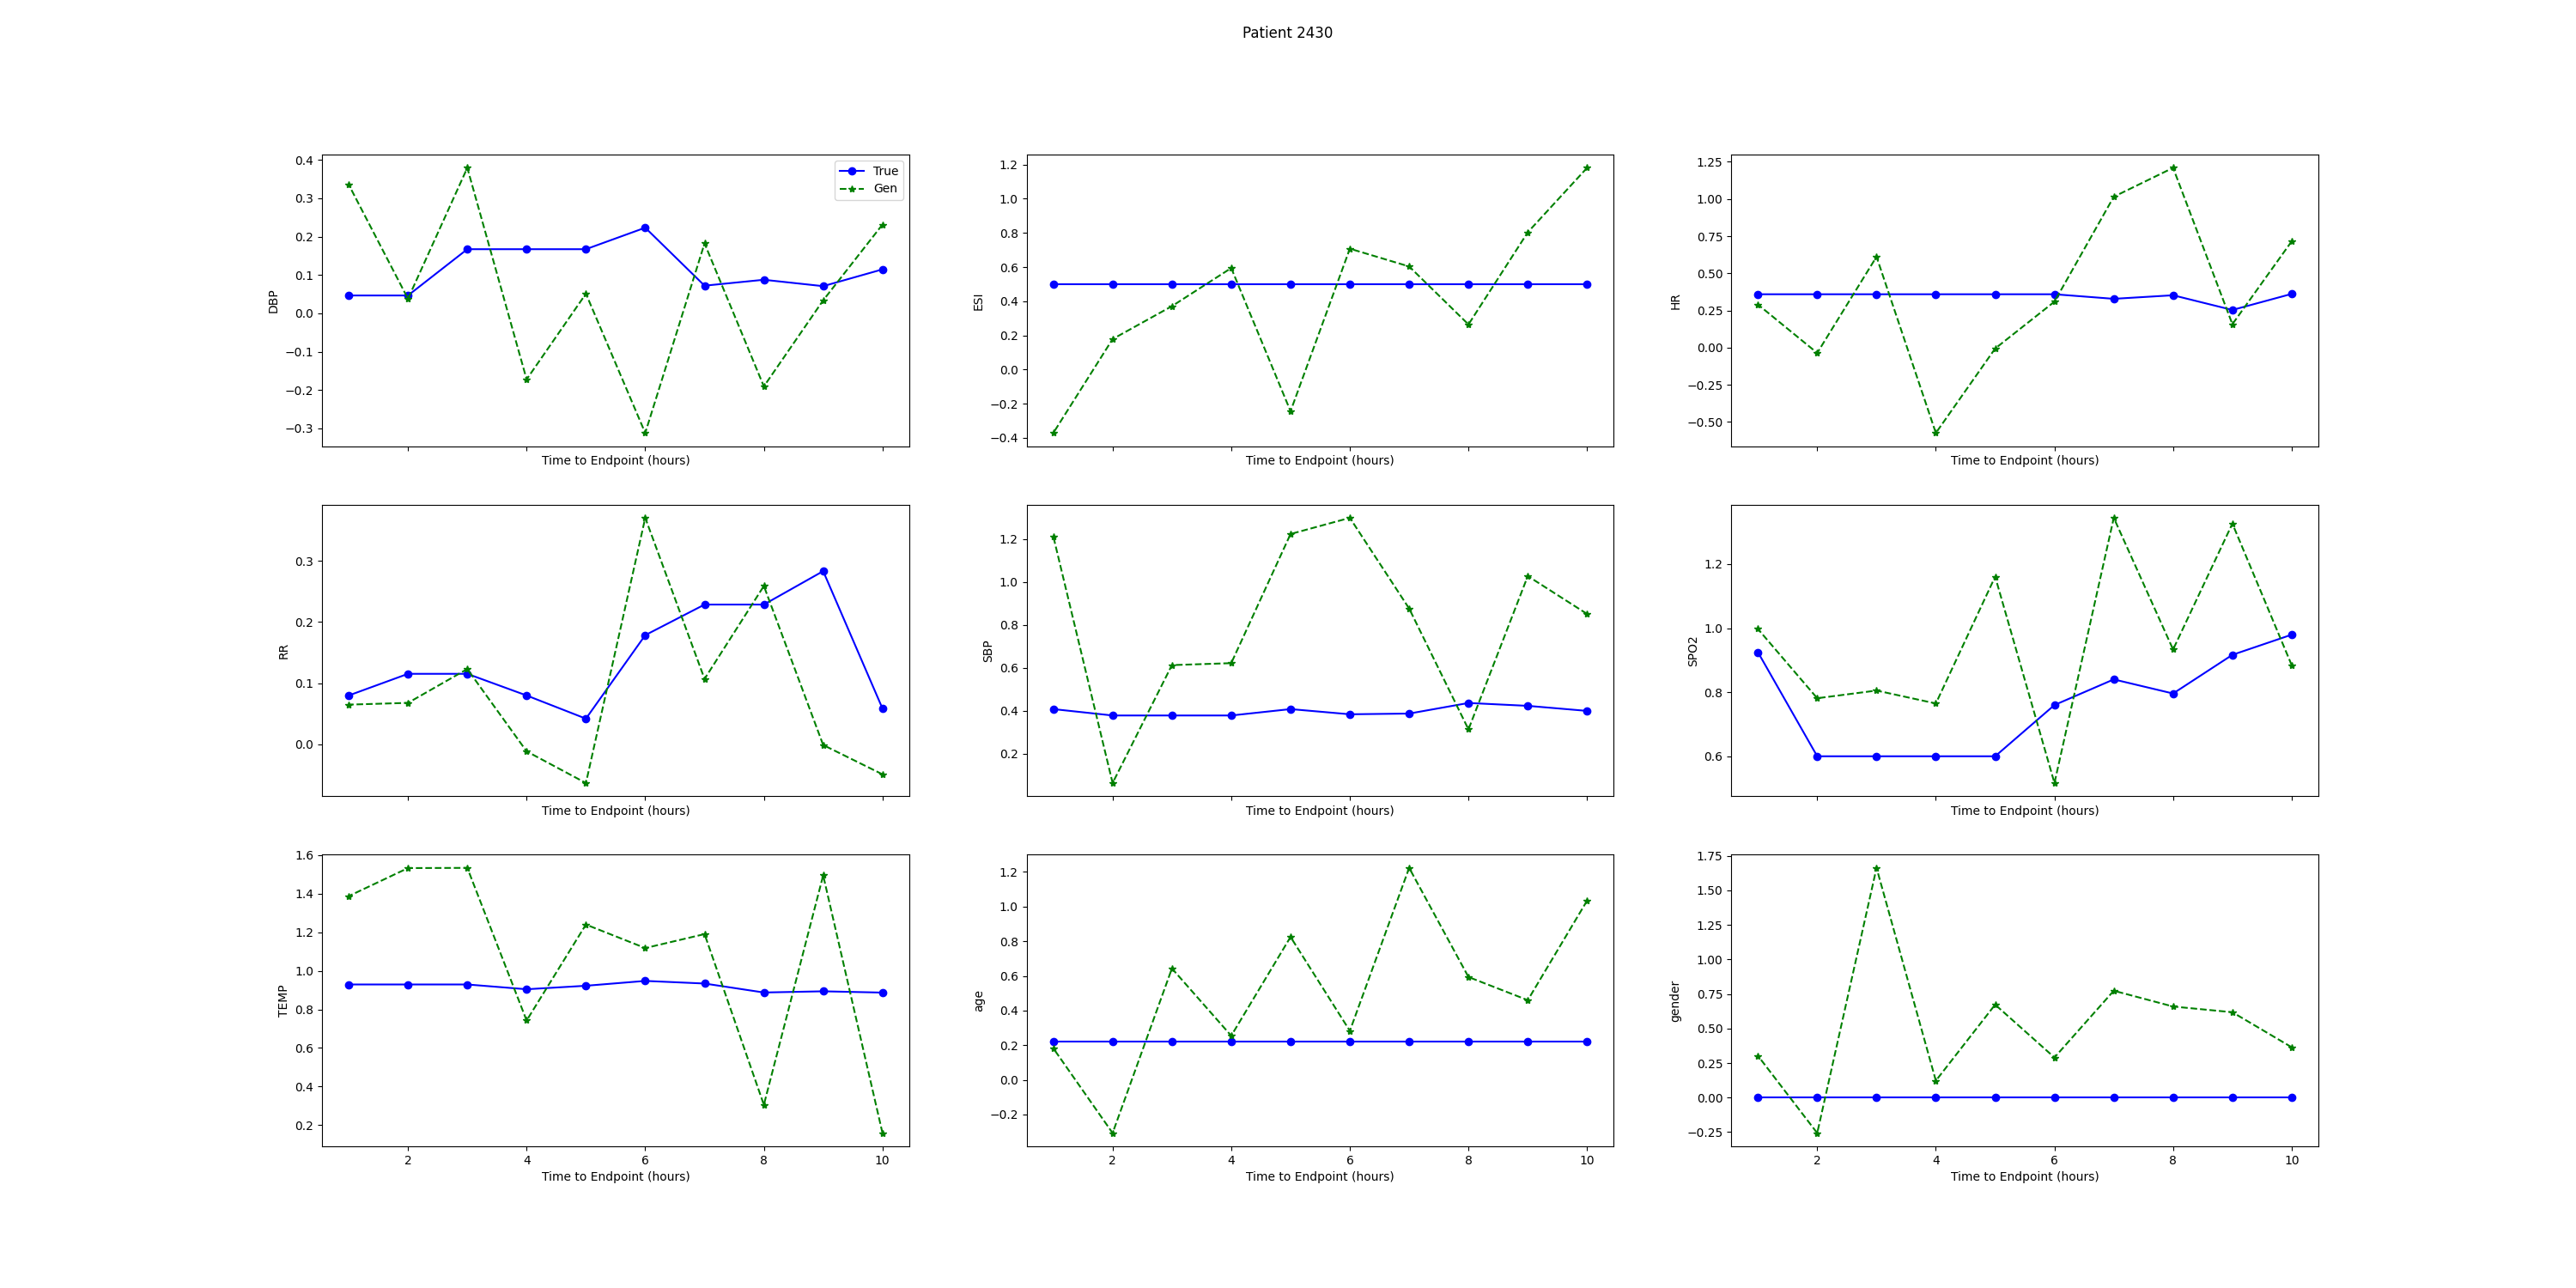 Patient 2430
DBP
0.4
0.3
0.2
0.1
0.0
−0.1
−0.2
−0.3
True
Gen
Time to Endpoint (hours)
ESI
1.2
1.0
0.8
0.6
0.4
0.2
0.0
−0.2
−0.4
Time to Endpoint (hours)
HR
1.25
1.00
0.75
0.50
0.25
0.00
−0.25
−0.50
Time to Endpoint (hours)
RR
0.3
0.2
0.1
0.0
Time to Endpoint (hours)
SBP
1.2
1.0
0.8
0.6
0.4
0.2
Time to Endpoint (hours)
SPO2
1.2
1.0
0.8
0.6
Time to Endpoint (hours)
TEMP
1.6
1.4
1.2
1.0
0.8
0.6
0.4
0.2
2 4 6 8 10
Time to Endpoint (hours)
age
1.2
1.0
0.8
0.6
0.4
0.2
0.0
−0.2
2 4 6 8 10
Time to Endpoint (hours)
gender
1.75
1.50
1.25
1.00
0.75
0.50
0.25
0.00
−0.25
2 4 6 8 10
Time to Endpoint (hours)